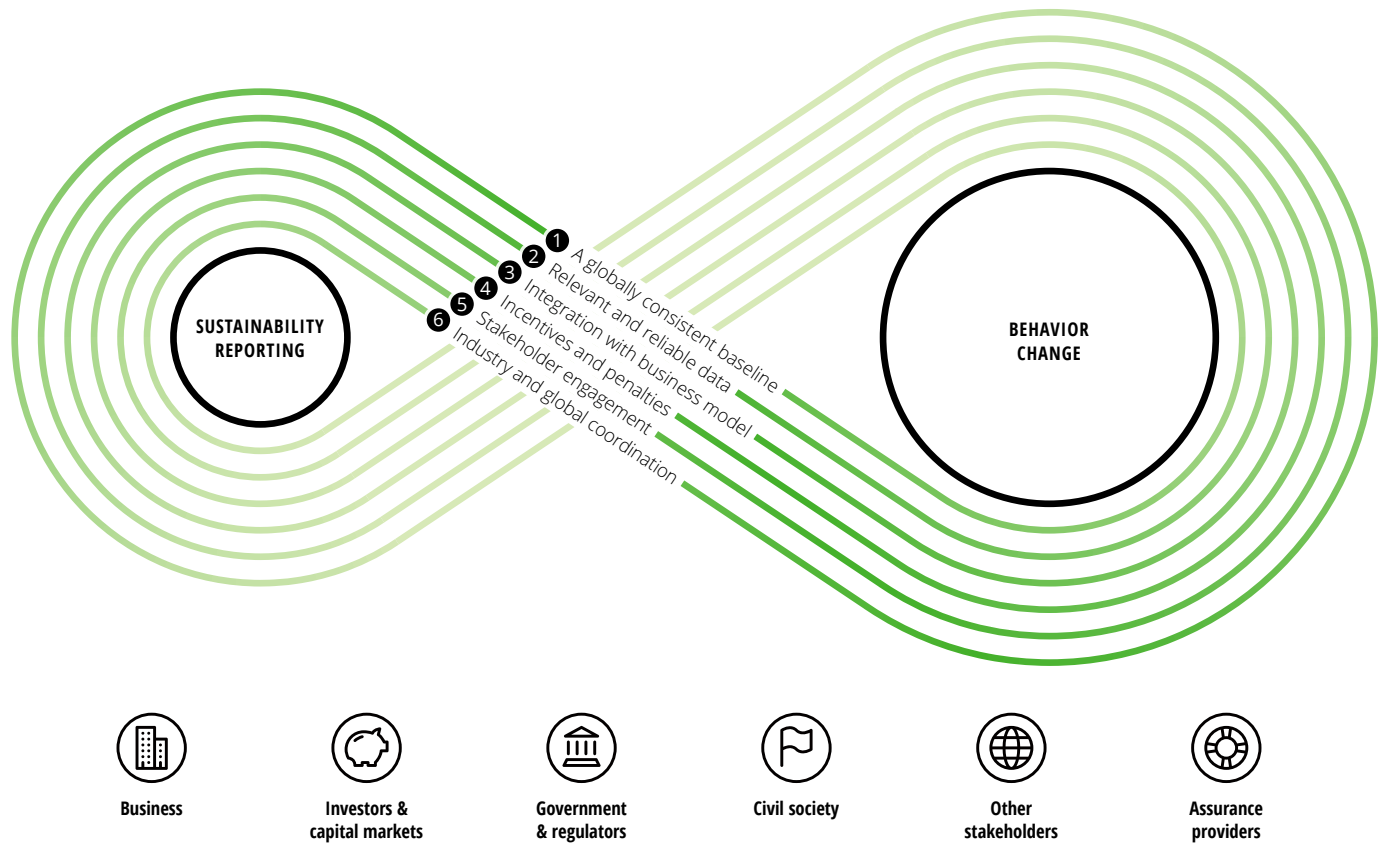 SUSTAINABILITY
REPORTING
1 A globally consistent baseline
2 Relevant and reliable data
3 Integration with business model
4 Incentives and penalties
5 Stakeholder engagement
6 Industry and global coordination
BEHAVIOR
CHANGE
Business
Investors &
capital markets
Government
& regulators
Civil society
Other
stakeholders
Assurance
providers